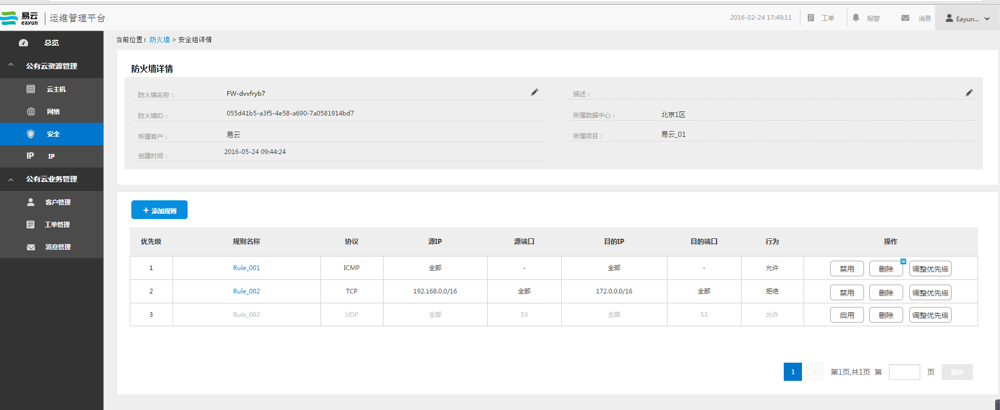 易云 eayun 运维管理平台 2016-02-24 17:49:11 工单 报警 消息 Eayun...
总览
公有云资源管理
云主机
网络
安全
IP IP
公有云业务管理
客户管理
工单管理
消息管理
当前位置：防火墙 > 安全组详情
防火墙详情
防火墙名称： FW-dvvfryb7 描述：
防火墙ID： 055d41b5-a3f5-4e58-a690-7a0581914bd7 所属数据中心： 北京1区
所属客户： 易云 所属项目： 易云_01
创建时间： 2016-05-24 09:44:24
+ 添加规则
优先级 规则名称 协议 源IP 源端口 目的IP 目的端口 行为 操作
1 Rule_001 ICMP 全部 - 全部 - 允许 禁用 删除 调整优先级
2 Rule_002 TCP 192.168.0.0/16 全部 172.0.0.0/16 全部 拒绝 禁用 删除 调整优先级
3 Rule_002 UDP 全部 53 全部 53 允许 启用 删除 调整优先级
1 > 第1页,共1页 第 页 跳转